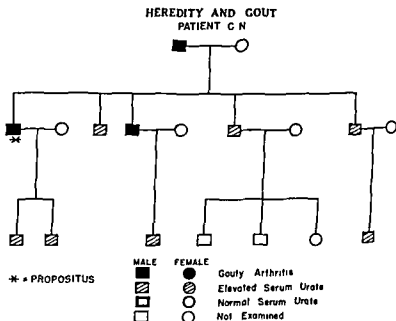 HEREDITY AND GOUT
PATIENT C N
* = PROPOSITUS
MALE FEMALE
Gouty Arthritis
Elevated Serum Urate
Normal Serum Urate
Not Examined